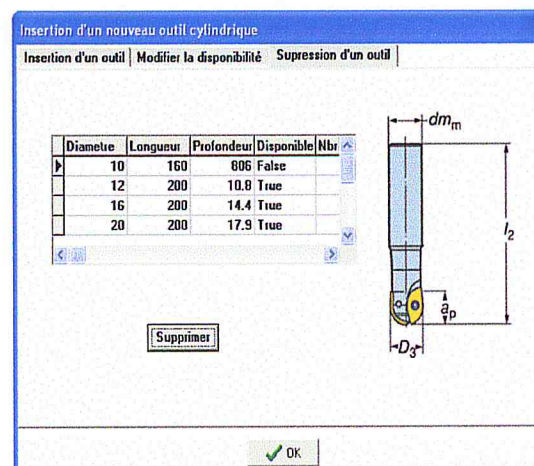 Insertion d'un nouveau outil cylindrique
Insertion d'un outil Modifier la disponibilité Supression d'un outil
Diametre Longueur Profondeur Disponible Nbr
10 160 806 False
12 200 10.8 True
16 200 14.4 True
20 200 17.9 True
dmm
l2
ap
D3
Supprimer
OK